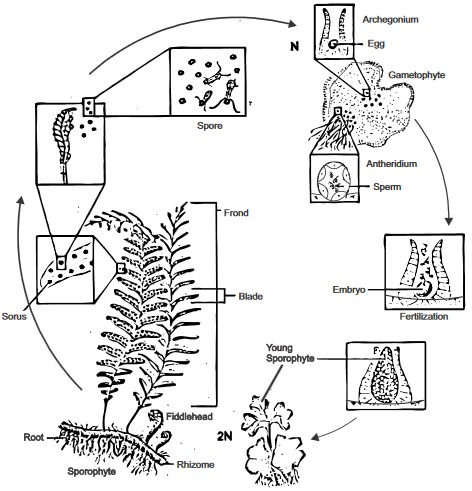 Archegonium
N
Egg
Gametophyte
Spore
Antheridium
Sperm
Frond
Blade
Embryo
Fertilization
Sorus
Young
Sporophyte
Fiddlehead
Root
2N
Rhizome
Sporophyte